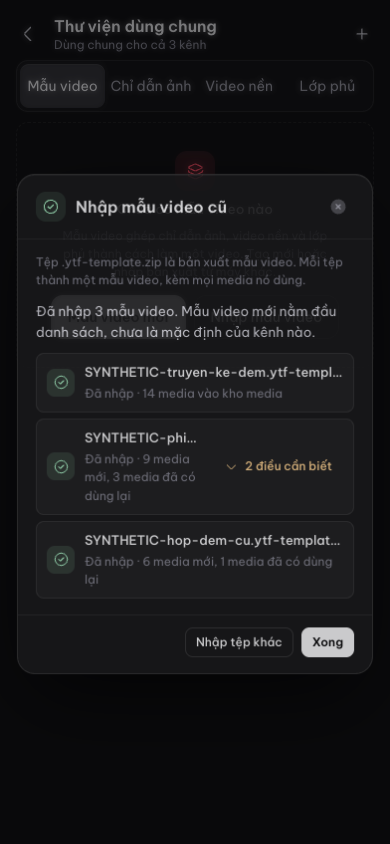 Thư viện dùng chung
Dùng chung cho cả 3 kênh
Mẫu video
Chỉ dẫn ảnh
Video nền
Lớp phủ
Nhập mẫu video cũ
Tệp .ytf-template.zip là bản xuất mẫu video. Mỗi tệp
thành một mẫu video, kèm mọi media nó dùng.
Đã nhập 3 mẫu video. Mẫu video mới nằm đầu
danh sách, chưa là mặc định của kênh nào.
SYNTHETIC-truyen-ke-dem.ytf-templ...
Đã nhập · 14 media vào kho media
SYNTHETIC-phi...
Đã nhập · 9 media
mới, 3 media đã có
dùng lại
2 điều cần biết
SYNTHETIC-hop-dem-cu.ytf-templat...
Đã nhập · 6 media mới, 1 media đã có dùng
lại
Nhập tệp khác
Xong